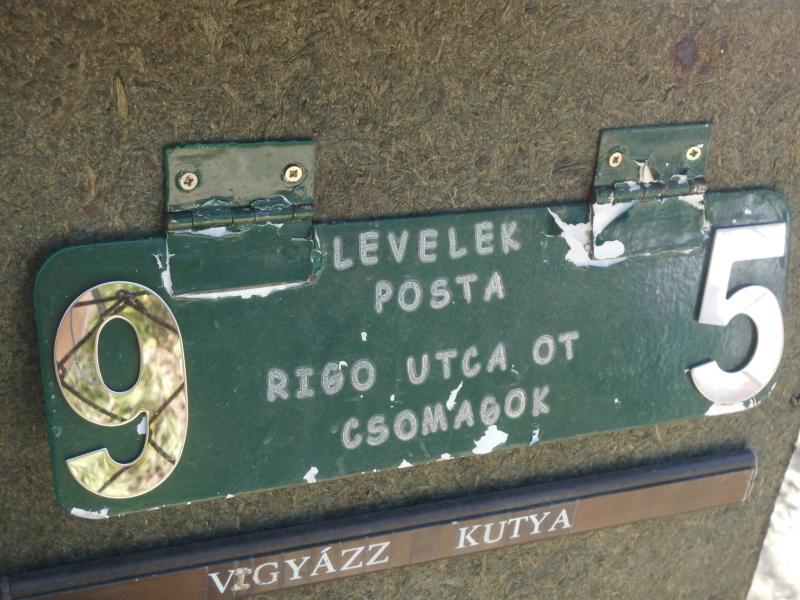 LEVELEK
POSTA
9 5
RIGO UTCA OT
CSOMAGOK
VIGYÁZZ KUTYA